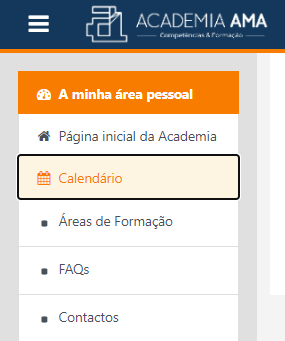 ACADEMIA AMA
Competências & Formação
A minha área pessoal
Página inicial da Academia
Calendário
Áreas de Formação
FAQs
Contactos